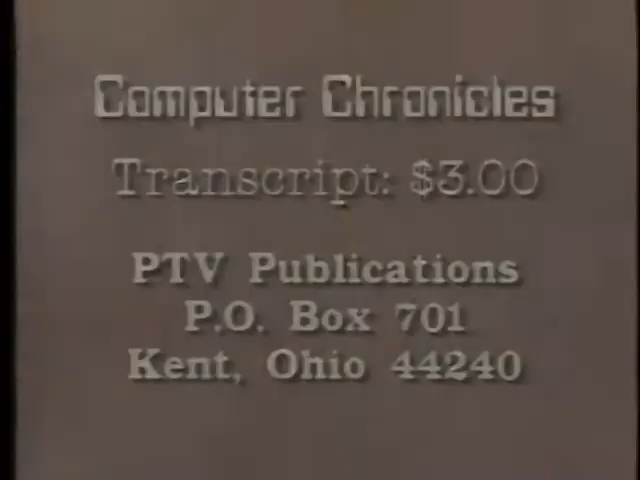 Computer Chronicles
Transcript: $3.00
PTV Publications
P.O. Box 701
Kent, Ohio 44240